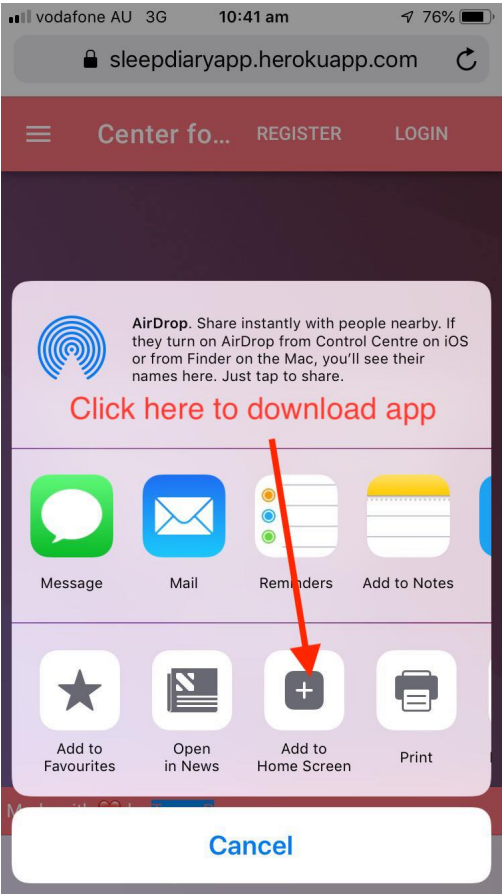 vodafone AU 3G 10:41 am 76%
sleepdiaryapp.herokuapp.com
Center fo... REGISTER LOGIN
AirDrop. Share instantly with people nearby. If
they turn on AirDrop from Control Centre on iOS
or from Finder on the Mac, you'll see their
names here. Just tap to share.
Click here to download app
Message Mail Reminders Add to Notes
Add to Favourites
Open in News
Add to Home Screen
Print
Cancel